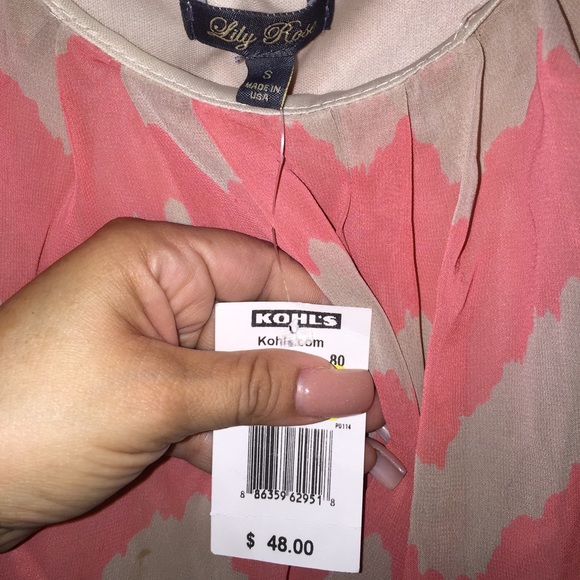 Lily Rose
S
MADE IN
USA
KOHL'S
Kohls.com
80
P0114
8 86359 62951 8
$ 48.00